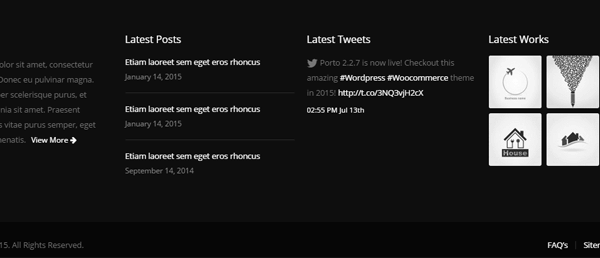 olor sit amet, consectetur
Donec eu pulvinar magna.
er scelerisque purus, et
nia sit amet. Praesent
s vitae purus semper, eget
enatis. View More
Latest Posts
Etiam laoreet sem eget eros rhoncus
January 14, 2015
Etiam laoreet sem eget eros rhoncus
January 14, 2015
Etiam laoreet sem eget eros rhoncus
September 14, 2014
Latest Tweets
Porto 2.2.7 is now live! Checkout this
amazing #Wordpress #Woocommerce theme
in 2015! http://t.co/3NQ3vjH2cX
02:55 PM Jul 13th
Latest Works
House
15. All Rights Reserved.
FAQ's | Siter